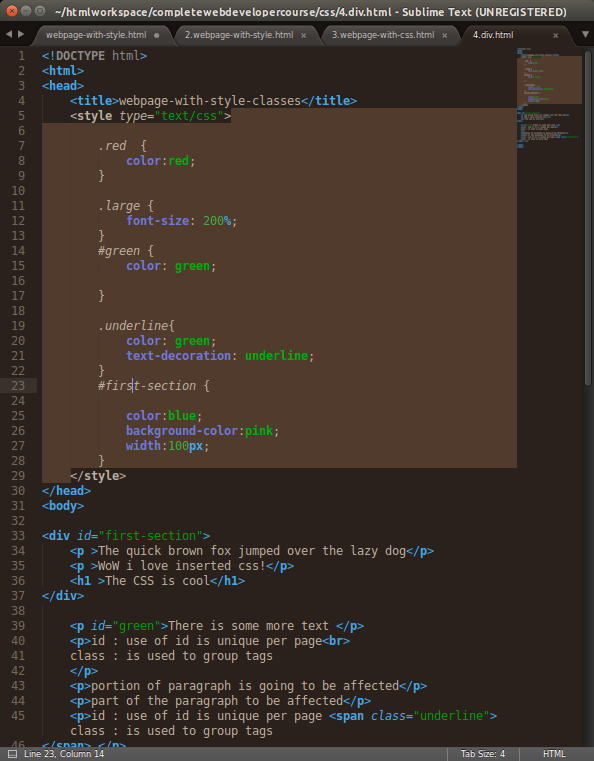 ~/htmlworkspace/completewebdevelopercourse/css/4.div.html - Sublime Text (UNREGISTERED)
webpage-with-style.html 2.webpage-with-style.html 3.webpage-with-css.html 4.div.html
1 <!DOCTYPE html>
2 <html>
3 <head>
4 <title>webpage-with-style-classes</title>
5 <style type="text/css">
6
7 .red {
8 color:red;
9 }
10
11 .large {
12 font-size: 200%;
13 }
14 #green {
15 color: green;
16
17 }
18
19 .underline{
20 color: green;
21 text-decoration: underline;
22 }
23 #first-section {
24
25 color:blue;
26 background-color:pink;
27 width:100px;
28 }
29 </style>
30 </head>
31 <body>
32
33 <div id="first-section">
34 <p >The quick brown fox jumped over the lazy dog</p>
35 <p >WoW i love inserted css!</p>
36 <h1 >The CSS is cool</h1>
37 </div>
38
39 <p id="green">There is some more text </p>
40 <p>id : use of id is unique per page<br>
41 class : is used to group tags
42 </p>
43 <p>portion of paragraph is going to be affected</p>
44 <p>part of the paragraph to be affected</p>
45 <p>id : use of id is unique per page <span class="underline">
class : is used to group tags
46 </span> </p>
Line 23, Column 14 Tab Size: 4 HTML